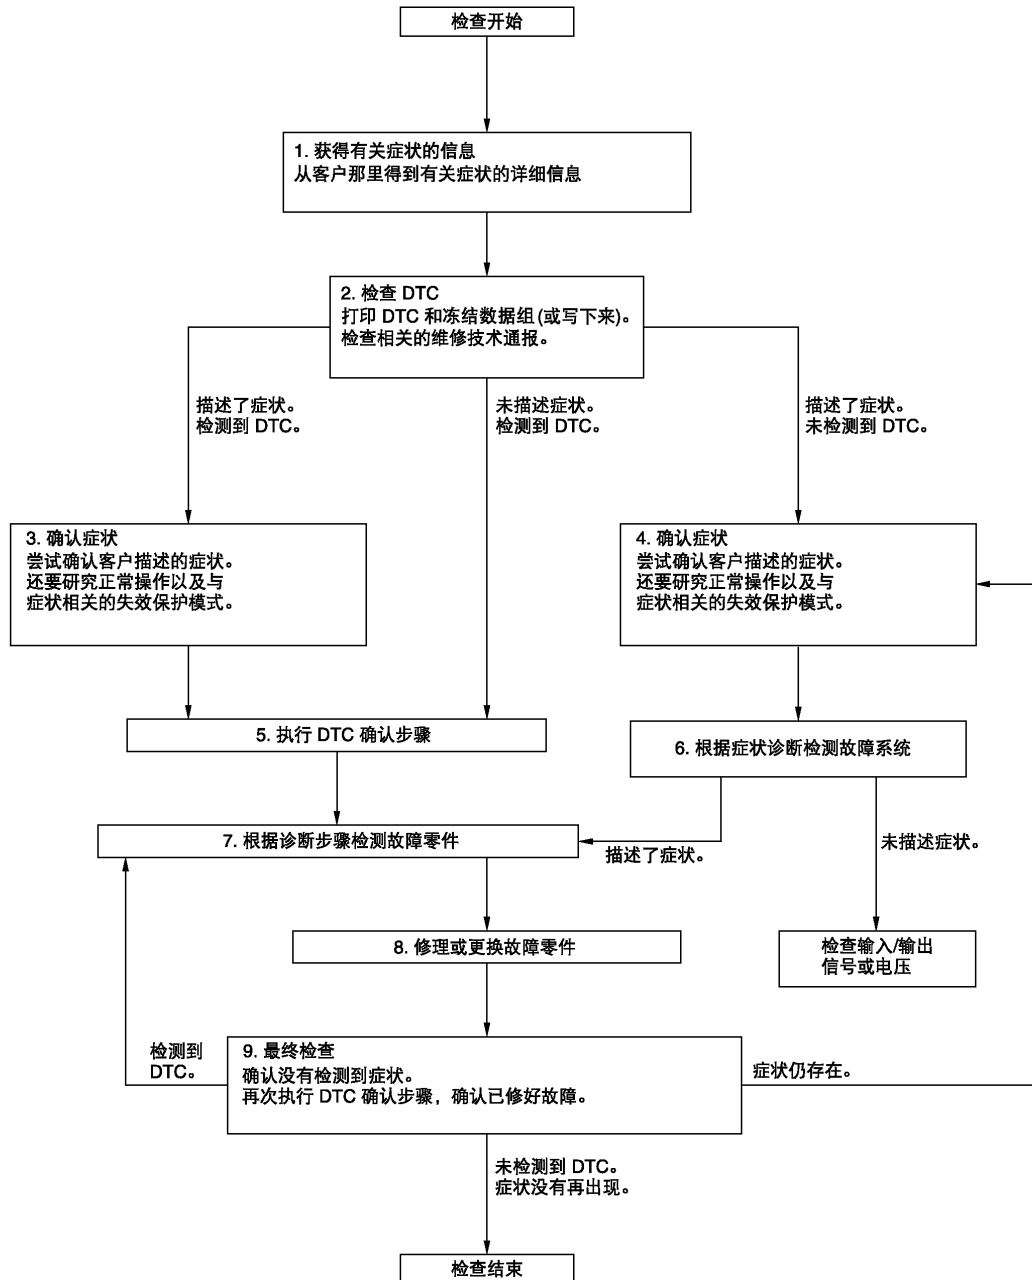 检查开始
1. 获得有关症状的信息
从客户那里得到有关症状的详细信息
2. 检查 DTC
打印 DTC 和冻结数据组(或写下来)。
检查相关的维修技术通报。
描述了症状。
检测到 DTC。
未描述症状。
检测到 DTC。
描述了症状。
未检测到 DTC。
3. 确认症状
尝试确认客户描述的症状。
还要研究正常操作以及与
症状相关的失效保护模式。
4. 确认症状
尝试确认客户描述的症状。
还要研究正常操作以及与
症状相关的失效保护模式。
5. 执行 DTC 确认步骤
6. 根据症状诊断检测故障系统
7. 根据诊断步骤检测故障零件
描述了症状。
未描述症状。
8. 修理或更换故障零件
检查输入/输出
信号或电压
检测到
DTC。
9. 最终检查
确认没有检测到症状。
再次执行 DTC 确认步骤，确认已修好故障。
症状仍存在。
未检测到 DTC。
症状没有再出现。
检查结束